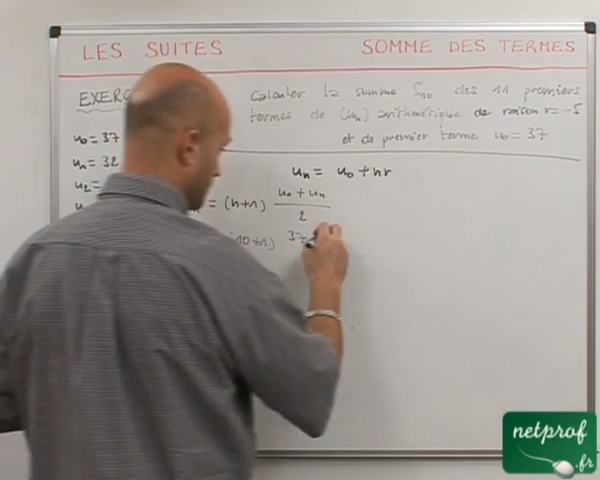 LES SUITES SOMME DES TERMES
EXERC Calculer la somme S₁₀ des 11 premiers
termes de (un) arithmétique de raison r = -5
et de premier terme u₀ = 37
u₀ = 37
u₁ = 32
u₂ =
un = u₀ + nr
= (n+1) u₀ + un
2
10+1) 37
netprof
.fr